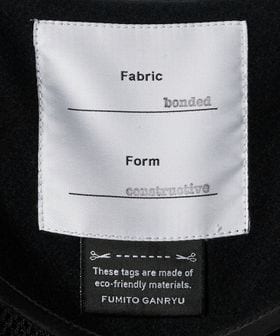 Fabric
bonded
Form
constructive
These tags are made of
eco-friendly materials.
FUMITO GANRYU